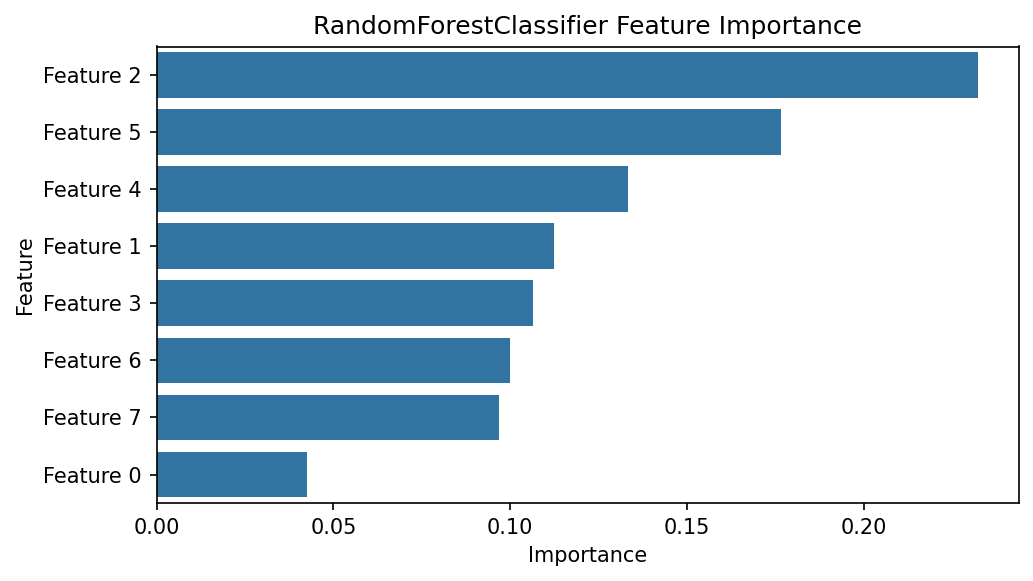 RandomForestClassifier Feature Importance
Feature 2
Feature 5
Feature 4
Feature 1
Feature 3
Feature 6
Feature 7
Feature 0
Feature
0.00 0.05 0.10 0.15 0.20
Importance